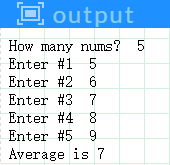 output
How many nums?  5
Enter #1  5
Enter #2  6
Enter #3  7
Enter #4  8
Enter #5  9
Average is 7